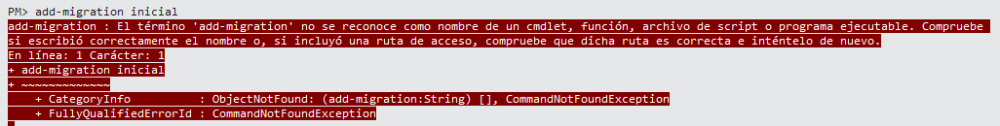 PM> add-migration inicial
add-migration : El término 'add-migration' no se reconoce como nombre de un cmdlet, función, archivo de script o programa ejecutable. Compruebe
si escribió correctamente el nombre o, si incluyó una ruta de acceso, compruebe que dicha ruta es correcta e inténtelo de nuevo.
En línea: 1 Carácter: 1
+ add-migration inicial
+ ~~~~~~~~~~~~~
    + CategoryInfo          : ObjectNotFound: (add-migration:String) [], CommandNotFoundException
    + FullyQualifiedErrorId : CommandNotFoundException